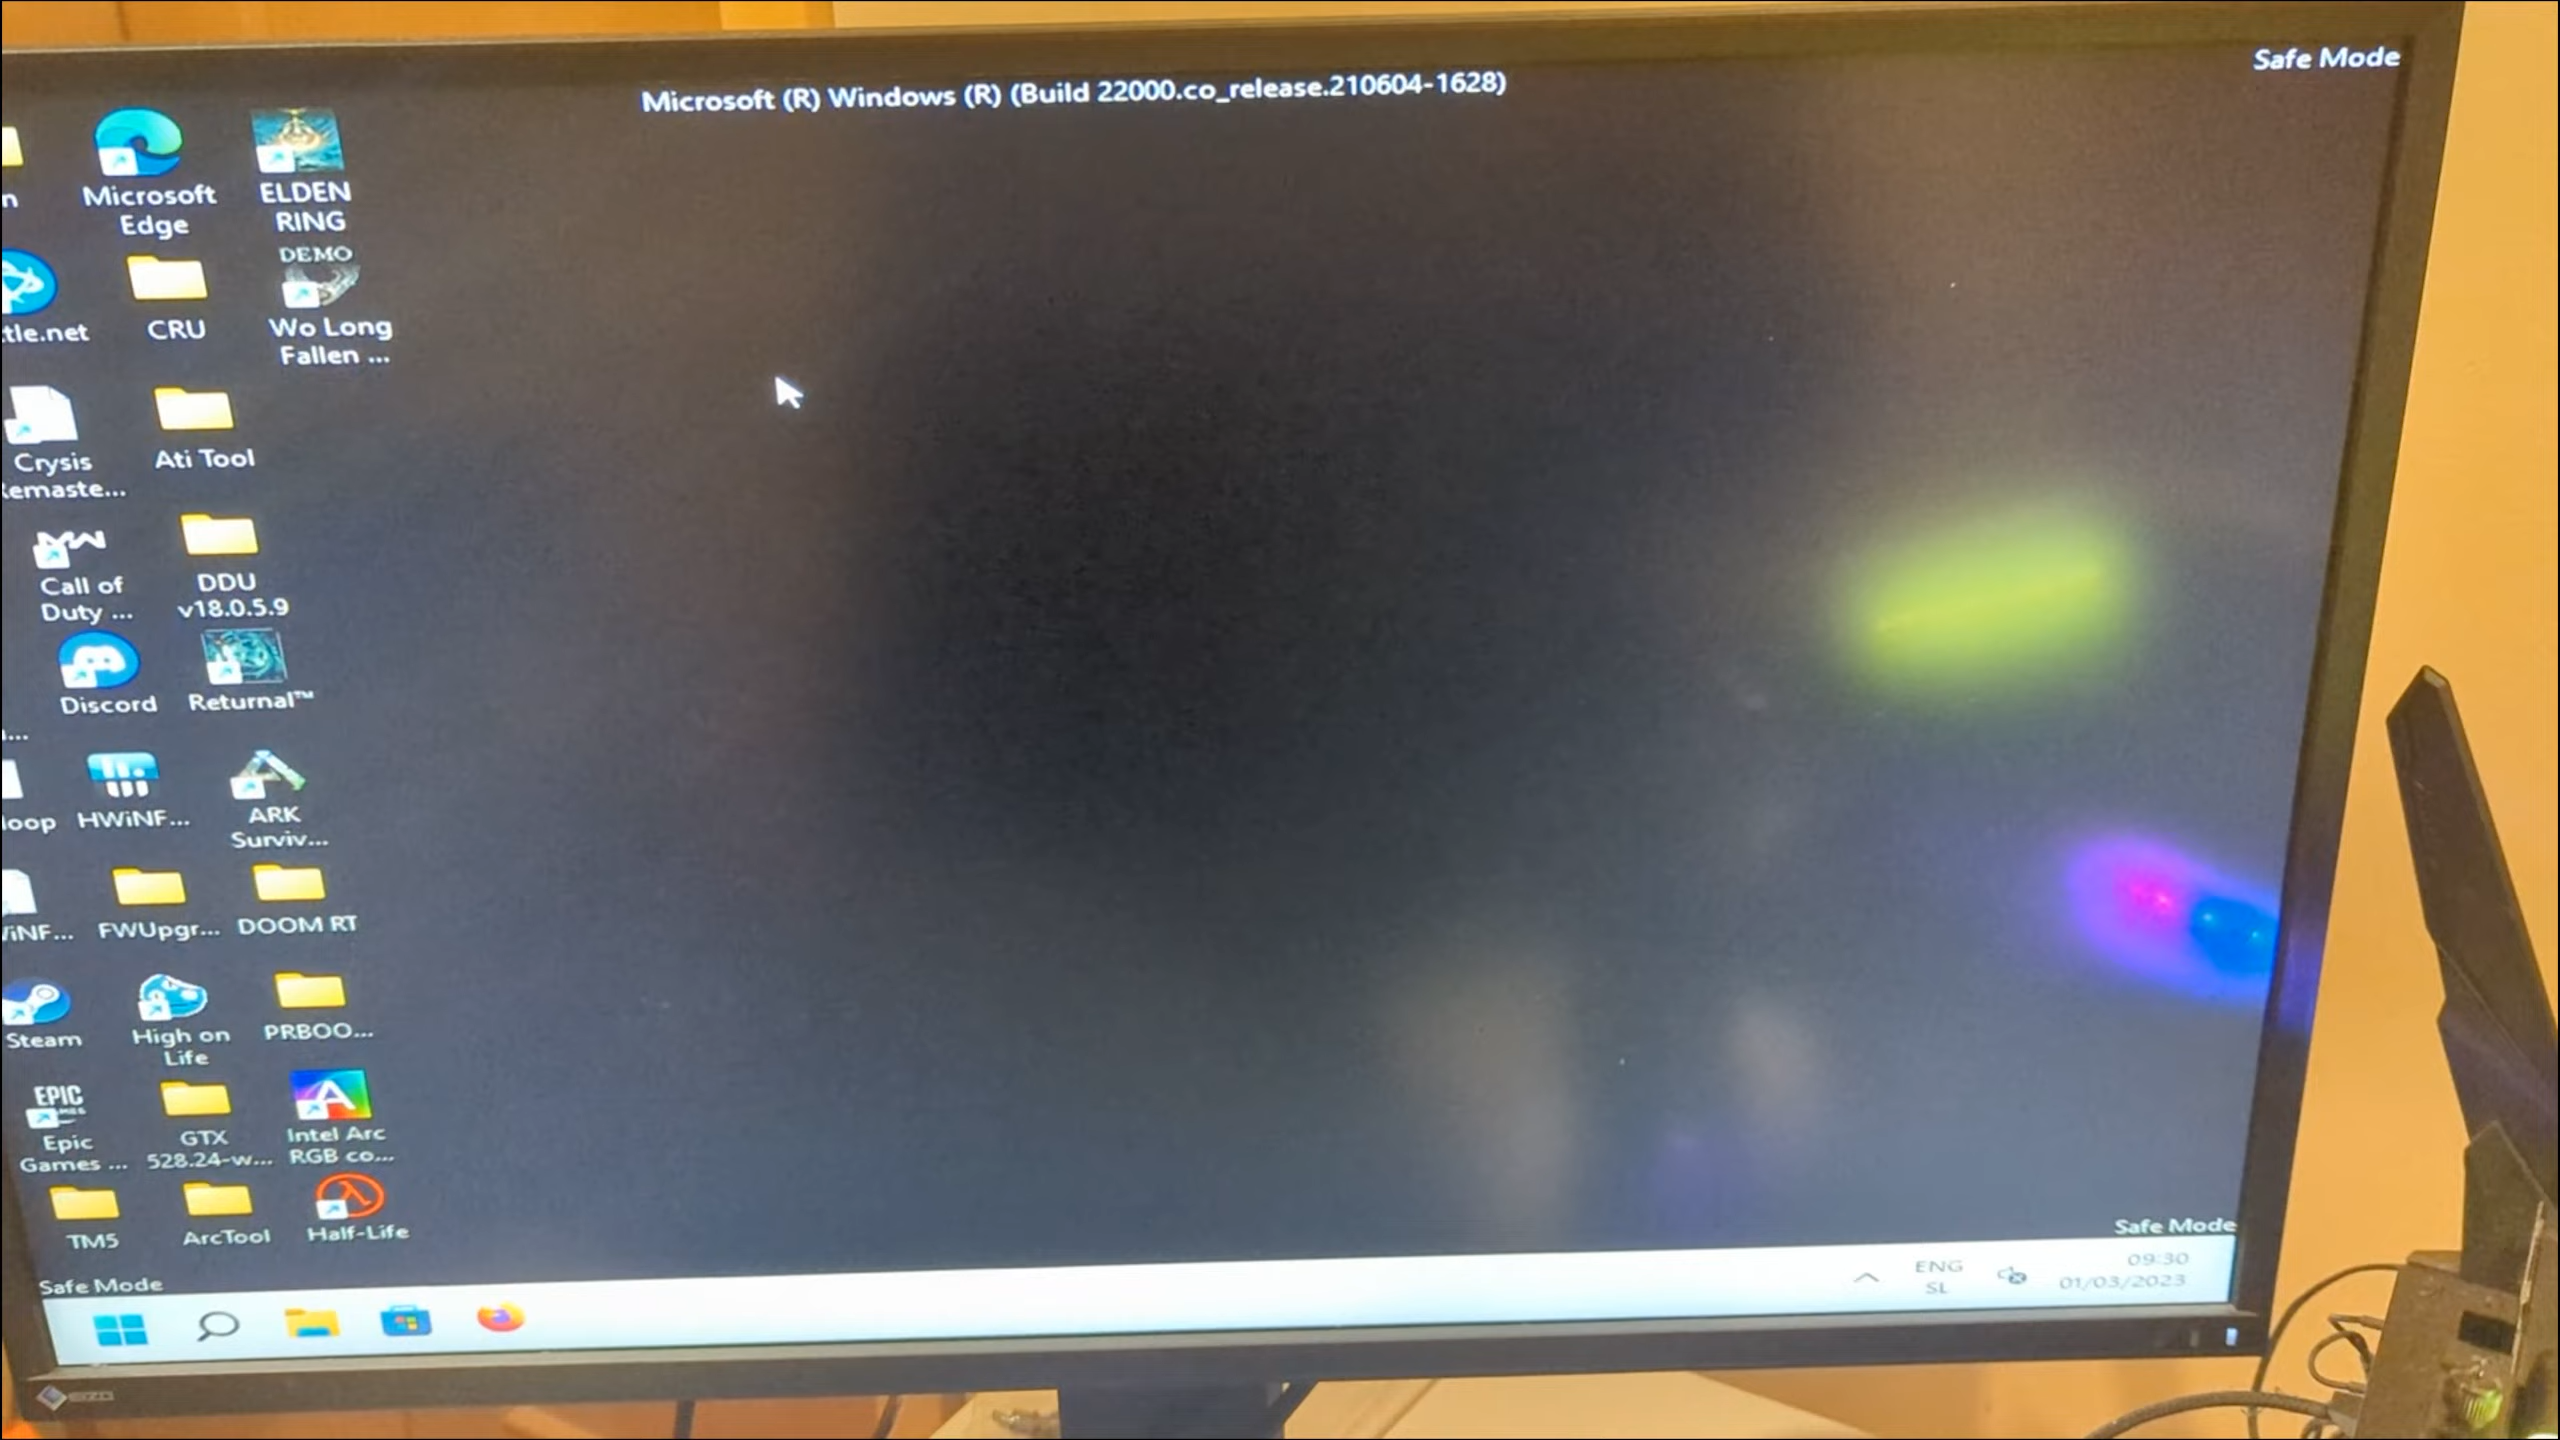 Safe Mode
Microsoft (R) Windows (R) (Build 22000.co_release.210604-1628)
n
Microsoft
Edge
ELDEN
RING
tle.net
CRU
DEMO
Wo Long
Fallen ...
Crysis
Remaste...
Ati Tool
MW
Call of
Duty ...
DDU
v18.0.5.9
Discord
Returnal™
...
loop
HWiNF...
ARK
Surviv...
iNF...
FWUpgr...
DOOM RT
Steam
High on
Life
PRBOO...
EPIC
Epic
Games ...
GTX
528.24-w...
A
Intel Arc
RGB co...
TM5
ArcTool
Half-Life
Safe Mode
Safe Mode
ENG
SL
09:30
01/03/2023